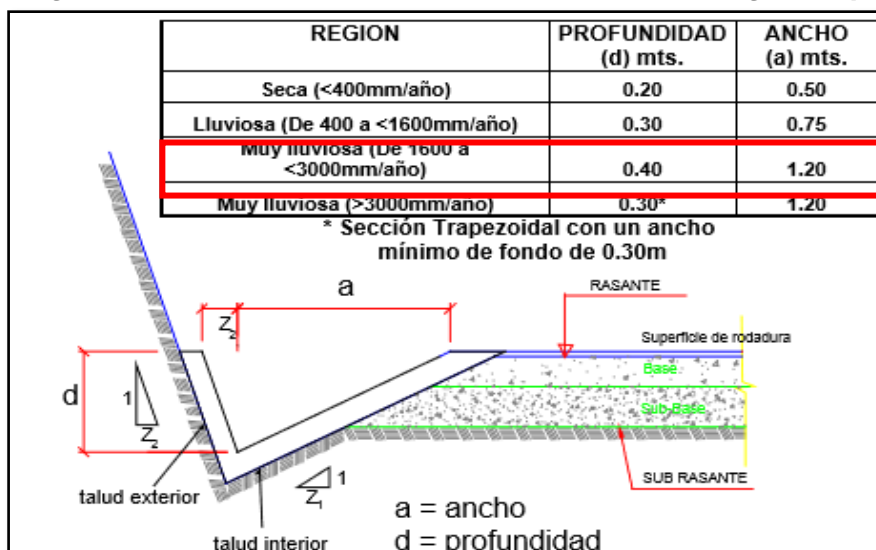 REGION PROFUNDIDAD ANCHO
(d) mts. (a) mts.
Seca (<400mm/año) 0.20 0.50
Lluviosa (De 400 a <1600mm/año) 0.30 0.75
Muy lluviosa (De 1600 a
<3000mm/año) 0.40 1.20
Muy lluviosa (>3000mm/año) 0.30* 1.20
* Sección Trapezoidal con un ancho
mínimo de fondo de 0.30m
a
RASANTE
Z2
Superficie de rodadura
Base
d
1
Z2
Sub-Base
talud exterior
1
Z1
SUB RASANTE
a = ancho
talud interior
d = profundidad